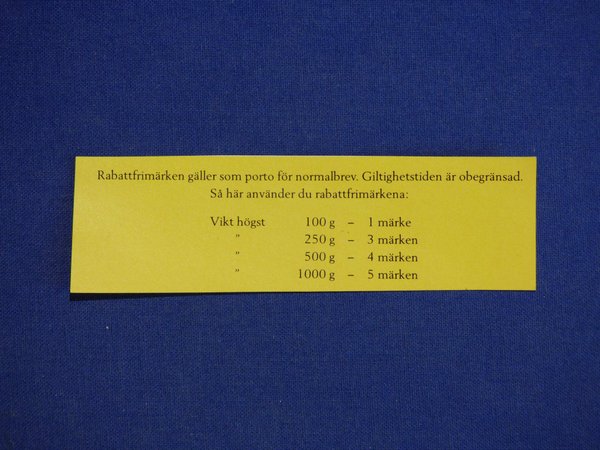 Rabattfrimärken gäller som porto för normalbrev. Giltighetstiden är obegränsad.
Så här använder du rabattfrimärkena:
Vikt högst 100 g – 1 märke
” 250 g – 3 märken
” 500 g – 4 märken
” 1000 g – 5 märken